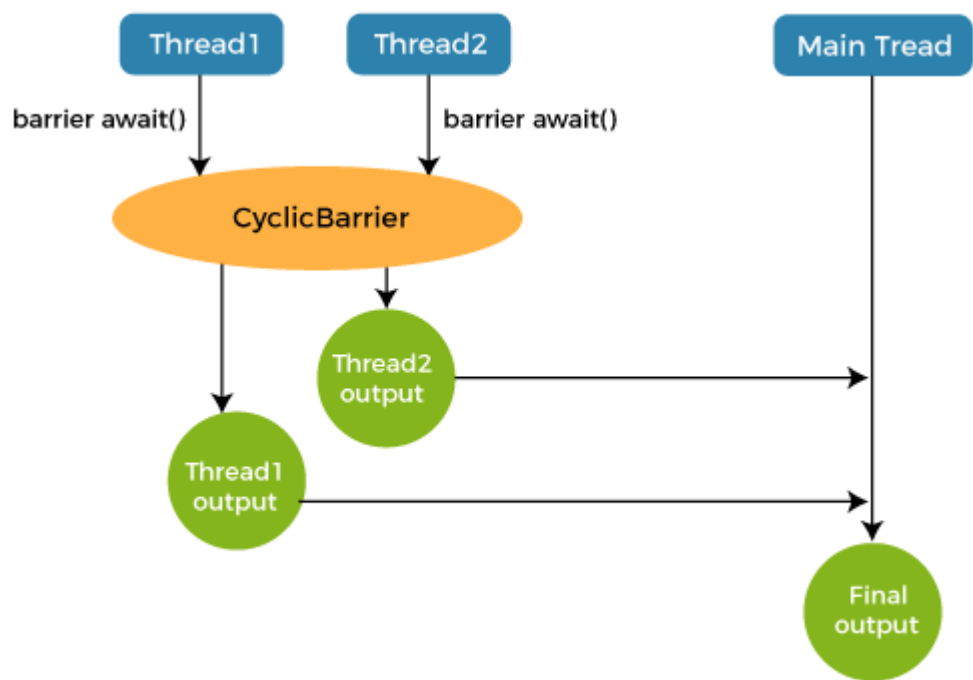 Thread1
Thread2
Main Tread
barrier await()
barrier await()
CyclicBarrier
Thread2
output
Thread1
output
Final
output